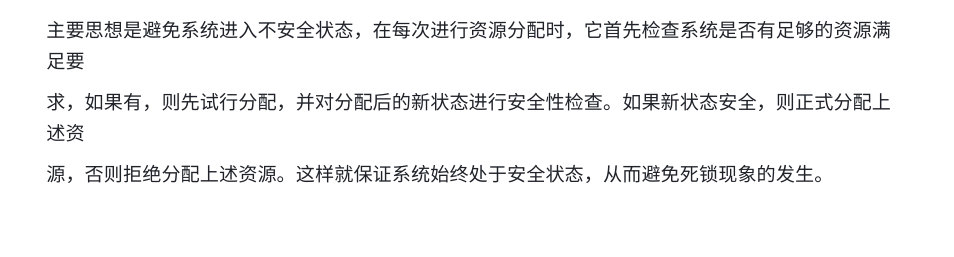 主要思想是避免系统进入不安全状态，在每次进行资源分配时，它首先检查系统是否有足够的资源满
足要
求，如果有，则先试行分配，并对分配后的新状态进行安全性检查。如果新状态安全，则正式分配上
述资
源，否则拒绝分配上述资源。这样就保证系统始终处于安全状态，从而避免死锁现象的发生。